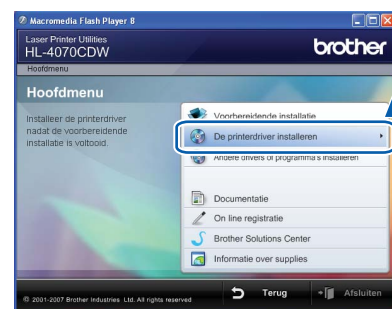 Macromedia Flash Player 8
Laser Printer Utilities
HL-4070CDW
brother
Hoofdmenu
Hoofdmenu
Installeer de printerdriver
nadat de voorbereidende
installatie is voltooid.
Voorbereidende installatie
De printerdriver installeren
Andere drivers of programma's installeren
Documentatie
On line registratie
Brother Solutions Center
Informatie over supplies
© 2001-2007 Brother Industries Ltd. All rights reserved
Terug
Afsluiten